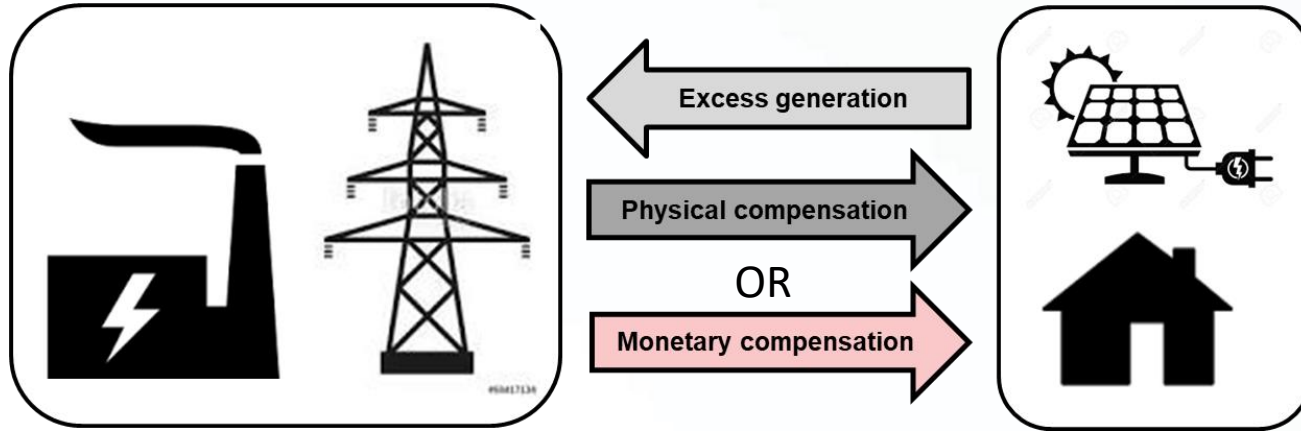 Excess generation
Physical compensation
OR
Monetary compensation